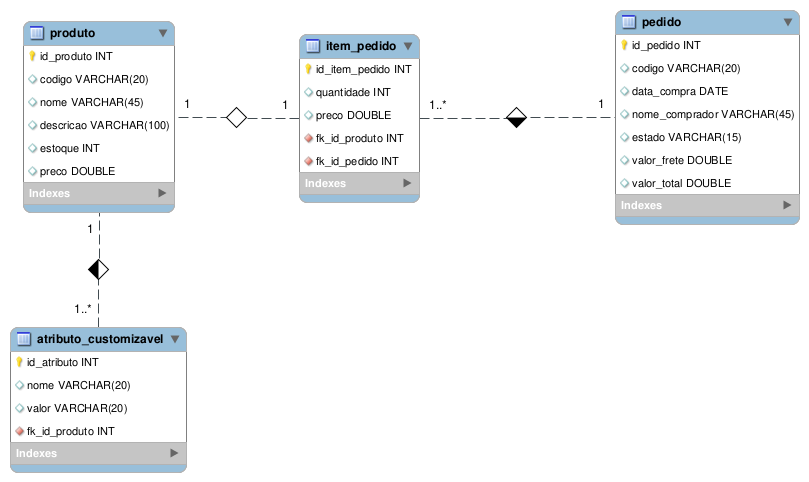 produto
id_produto INT
codigo VARCHAR(20)
nome VARCHAR(45)
descricao VARCHAR(100)
estoque INT
preco DOUBLE
Indexes
1
1
item_pedido
id_item_pedido INT
quantidade INT
preco DOUBLE
fk_id_produto INT
fk_id_pedido INT
Indexes
1..*
1
pedido
id_pedido INT
codigo VARCHAR(20)
data_compra DATE
nome_comprador VARCHAR(45)
estado VARCHAR(15)
valor_frete DOUBLE
valor_total DOUBLE
Indexes
1
1..*
atributo_customizavel
id_atributo INT
nome VARCHAR(20)
valor VARCHAR(20)
fk_id_produto INT
Indexes